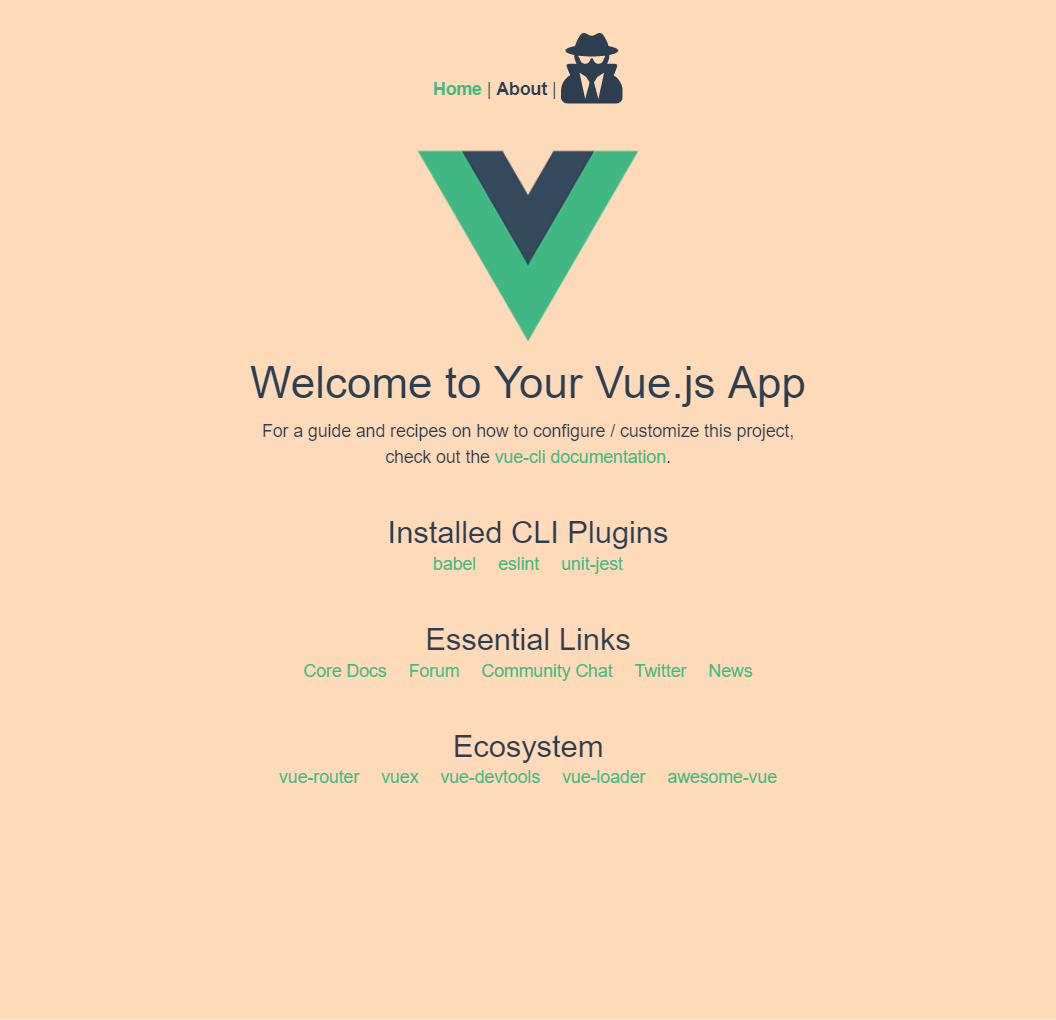 Home | About |
Welcome to Your Vue.js App
For a guide and recipes on how to configure / customize this project,
check out the vue-cli documentation.
Installed CLI Plugins
babel eslint unit-jest
Essential Links
Core Docs Forum Community Chat Twitter News
Ecosystem
vue-router vuex vue-devtools vue-loader awesome-vue